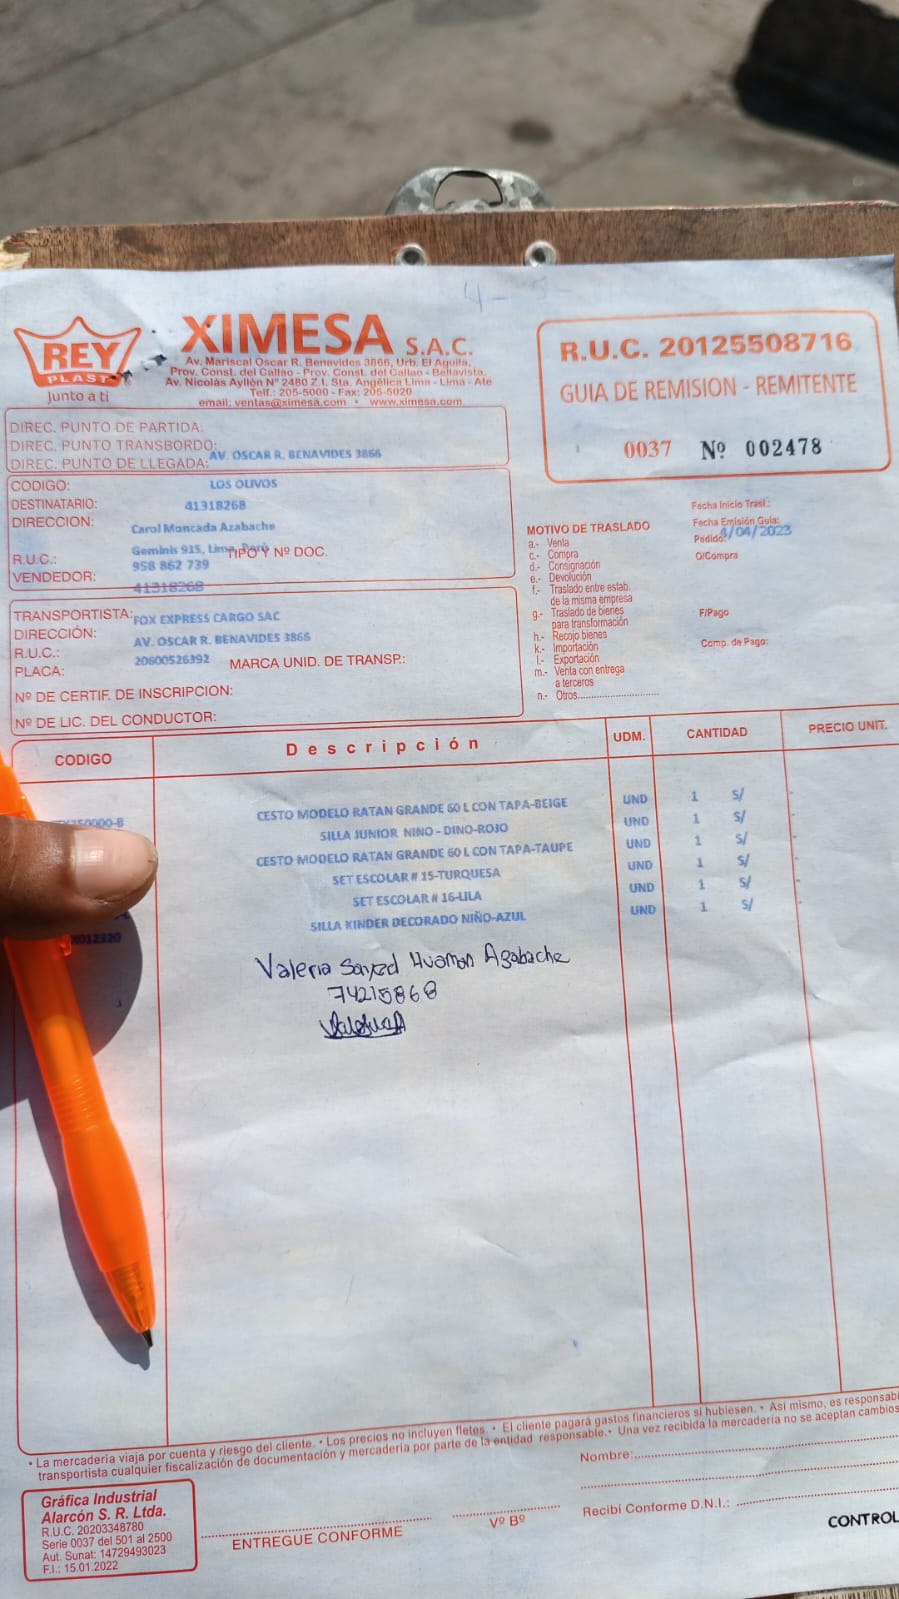 4 - 5 -
REY
PLAST
Junto a ti
XIMESA S.A.C.
Av. Mariscal Oscar R. Benavides 3866, Urb. El Aguila,
Prov. Const. del Callao - Prov. Const. del Callao - Bellavista,
Av. Nicolás Ayllón Nº 2480 Z.I. Sta. Angélica Lima - Lima - Ate
Telf.: 205-5000 - Fax: 205-5020
email: ventas@ximesa.com • www.ximesa.com
R.U.C. 20125508716
GUIA DE REMISION - REMITENTE
0037 Nº 002478
DIREC. PUNTO DE PARTIDA:
DIREC. PUNTO TRANSBORDO:
DIREC. PUNTO DE LLEGADA: AV. OSCAR R. BENAVIDES 3866
CODIGO: LOS OLIVOS
DESTINATARIO: 41318268
DIRECCION: Carol Moncada Azabache
Geminis 915, Lima, Perú TIPO Y Nº DOC.
R.U.C.: 958 862 739
VENDEDOR: 41318268
TRANSPORTISTA: FOX EXPRESS CARGO SAC
DIRECCIÓN: AV. OSCAR R. BENAVIDES 3866
R.U.C.: 20600526392 MARCA UNID. DE TRANSP.:
PLACA:
Nº DE CERTIF. DE INSCRIPCION:
Nº DE LIC. DEL CONDUCTOR:
MOTIVO DE TRASLADO
a.- Venta
c.- Compra
d.- Consignación
e.- Devolución
f.- Traslado entre estab.
de la misma empresa
g.- Traslado de bienes
para transformación
h.- Recojo bienes
k.- Importación
l.- Exportación
m.- Venta con entrega
a terceros
n.- Otros
Fecha Inicio Trasl.:
Fecha Emisión Guía:
Pedido: 4/04/2023
O/Compra
F/Pago
Comp. de Pago:
CODIGO Descripción UDM. CANTIDAD PRECIO UNIT.
CESTO MODELO RATAN GRANDE 60 L CON TAPA-BEIGE UND 1 S/ -
SILLA JUNIOR NINO - DINO-ROJO UND 1 S/ -
CESTO MODELO RATAN GRANDE 60 L CON TAPA-TAUPE UND 1 S/ -
SET ESCOLAR # 15-TURQUESA UND 1 S/ -
SET ESCOLAR # 16-LILA UND 1 S/ -
SILLA KINDER DECORADO NIÑO-AZUL UND 1 S/ -
Valeria Sayed Huaman Azabache
74215868
• La mercadería viaja por cuenta y riesgo del cliente. • Los precios no incluyen fletes. • El cliente pagará gastos financieros si hubiesen. • Asi mismo, es responsabi
transportista cualquier fiscalización de documentación y mercadería por parte de la entidad responsable. • Una vez recibida la mercadería no se aceptan cambios
Gráfica Industrial
Alarcón S. R. Ltda.
R.U.C. 20203348780
Serie 0037 del 501 al 2500
Aut. Sunat: 14729493023
F.I.: 15.01.2022
ENTREGUE CONFORME
Vº Bº
Nombre:
Recibí Conforme D.N.I.:
CONTROL